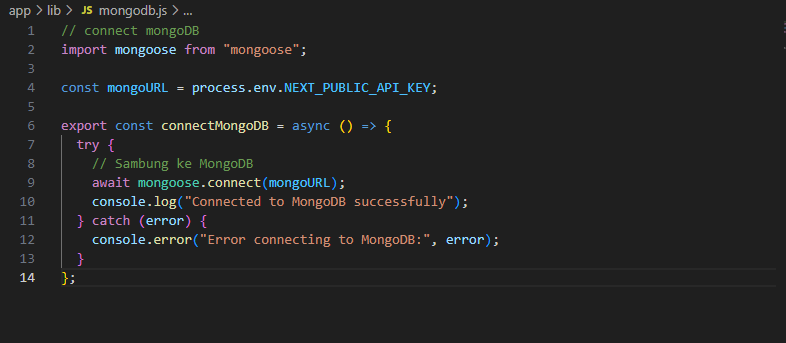 app > lib > JS mongodb.js > ...
1 // connect mongoDB
2 import mongoose from "mongoose";
3
4 const mongoURL = process.env.NEXT_PUBLIC_API_KEY;
5
6 export const connectMongoDB = async () => {
7   try {
8     // Sambung ke MongoDB
9     await mongoose.connect(mongoURL);
10     console.log("Connected to MongoDB successfully");
11   } catch (error) {
12     console.error("Error connecting to MongoDB:", error);
13   }
14 };